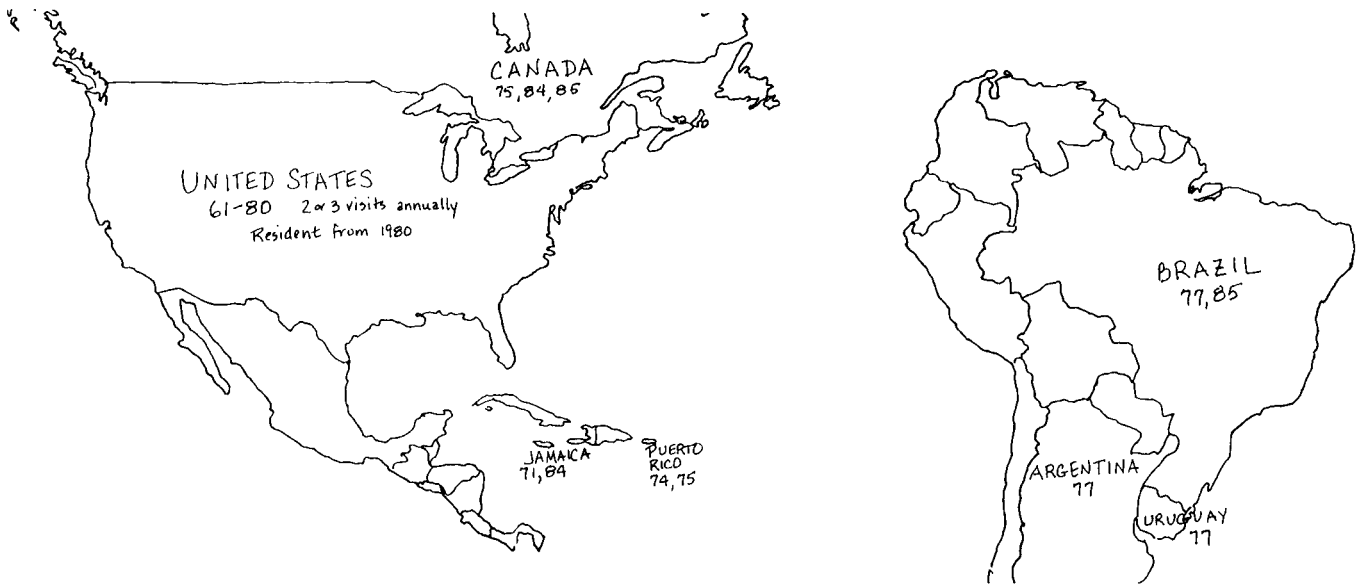 CANADA
75, 84, 86
UNITED STATES
61-80 2 or 3 visits annually
Resident from 1980
JAMAICA
71, 84
PUERTO
RICO
74, 75
BRAZIL
77, 85
ARGENTINA
77
URUGUAY
77